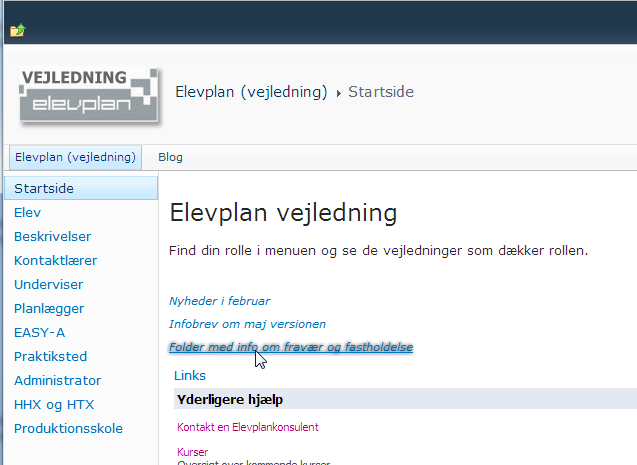 VEJLEDNING
elevplan
Elevplan (vejledning) Startside
Elevplan (vejledning) Blog
Startside
Elev
Beskrivelser
Kontaktlærer
Underviser
Planlægger
EASY-A
Praktiksted
Administrator
HHX og HTX
Produktionsskole
Elevplan vejledning
Find din rolle i menuen og se de vejledninger som dækker rollen.
Nyheder i februar
Infobrev om maj versionen
Folder med info om fravær og fastholdelse
Links
Yderligere hjælp
Kontakt en Elevplankonsulent
Kurser
Oversigt over kommende kurser